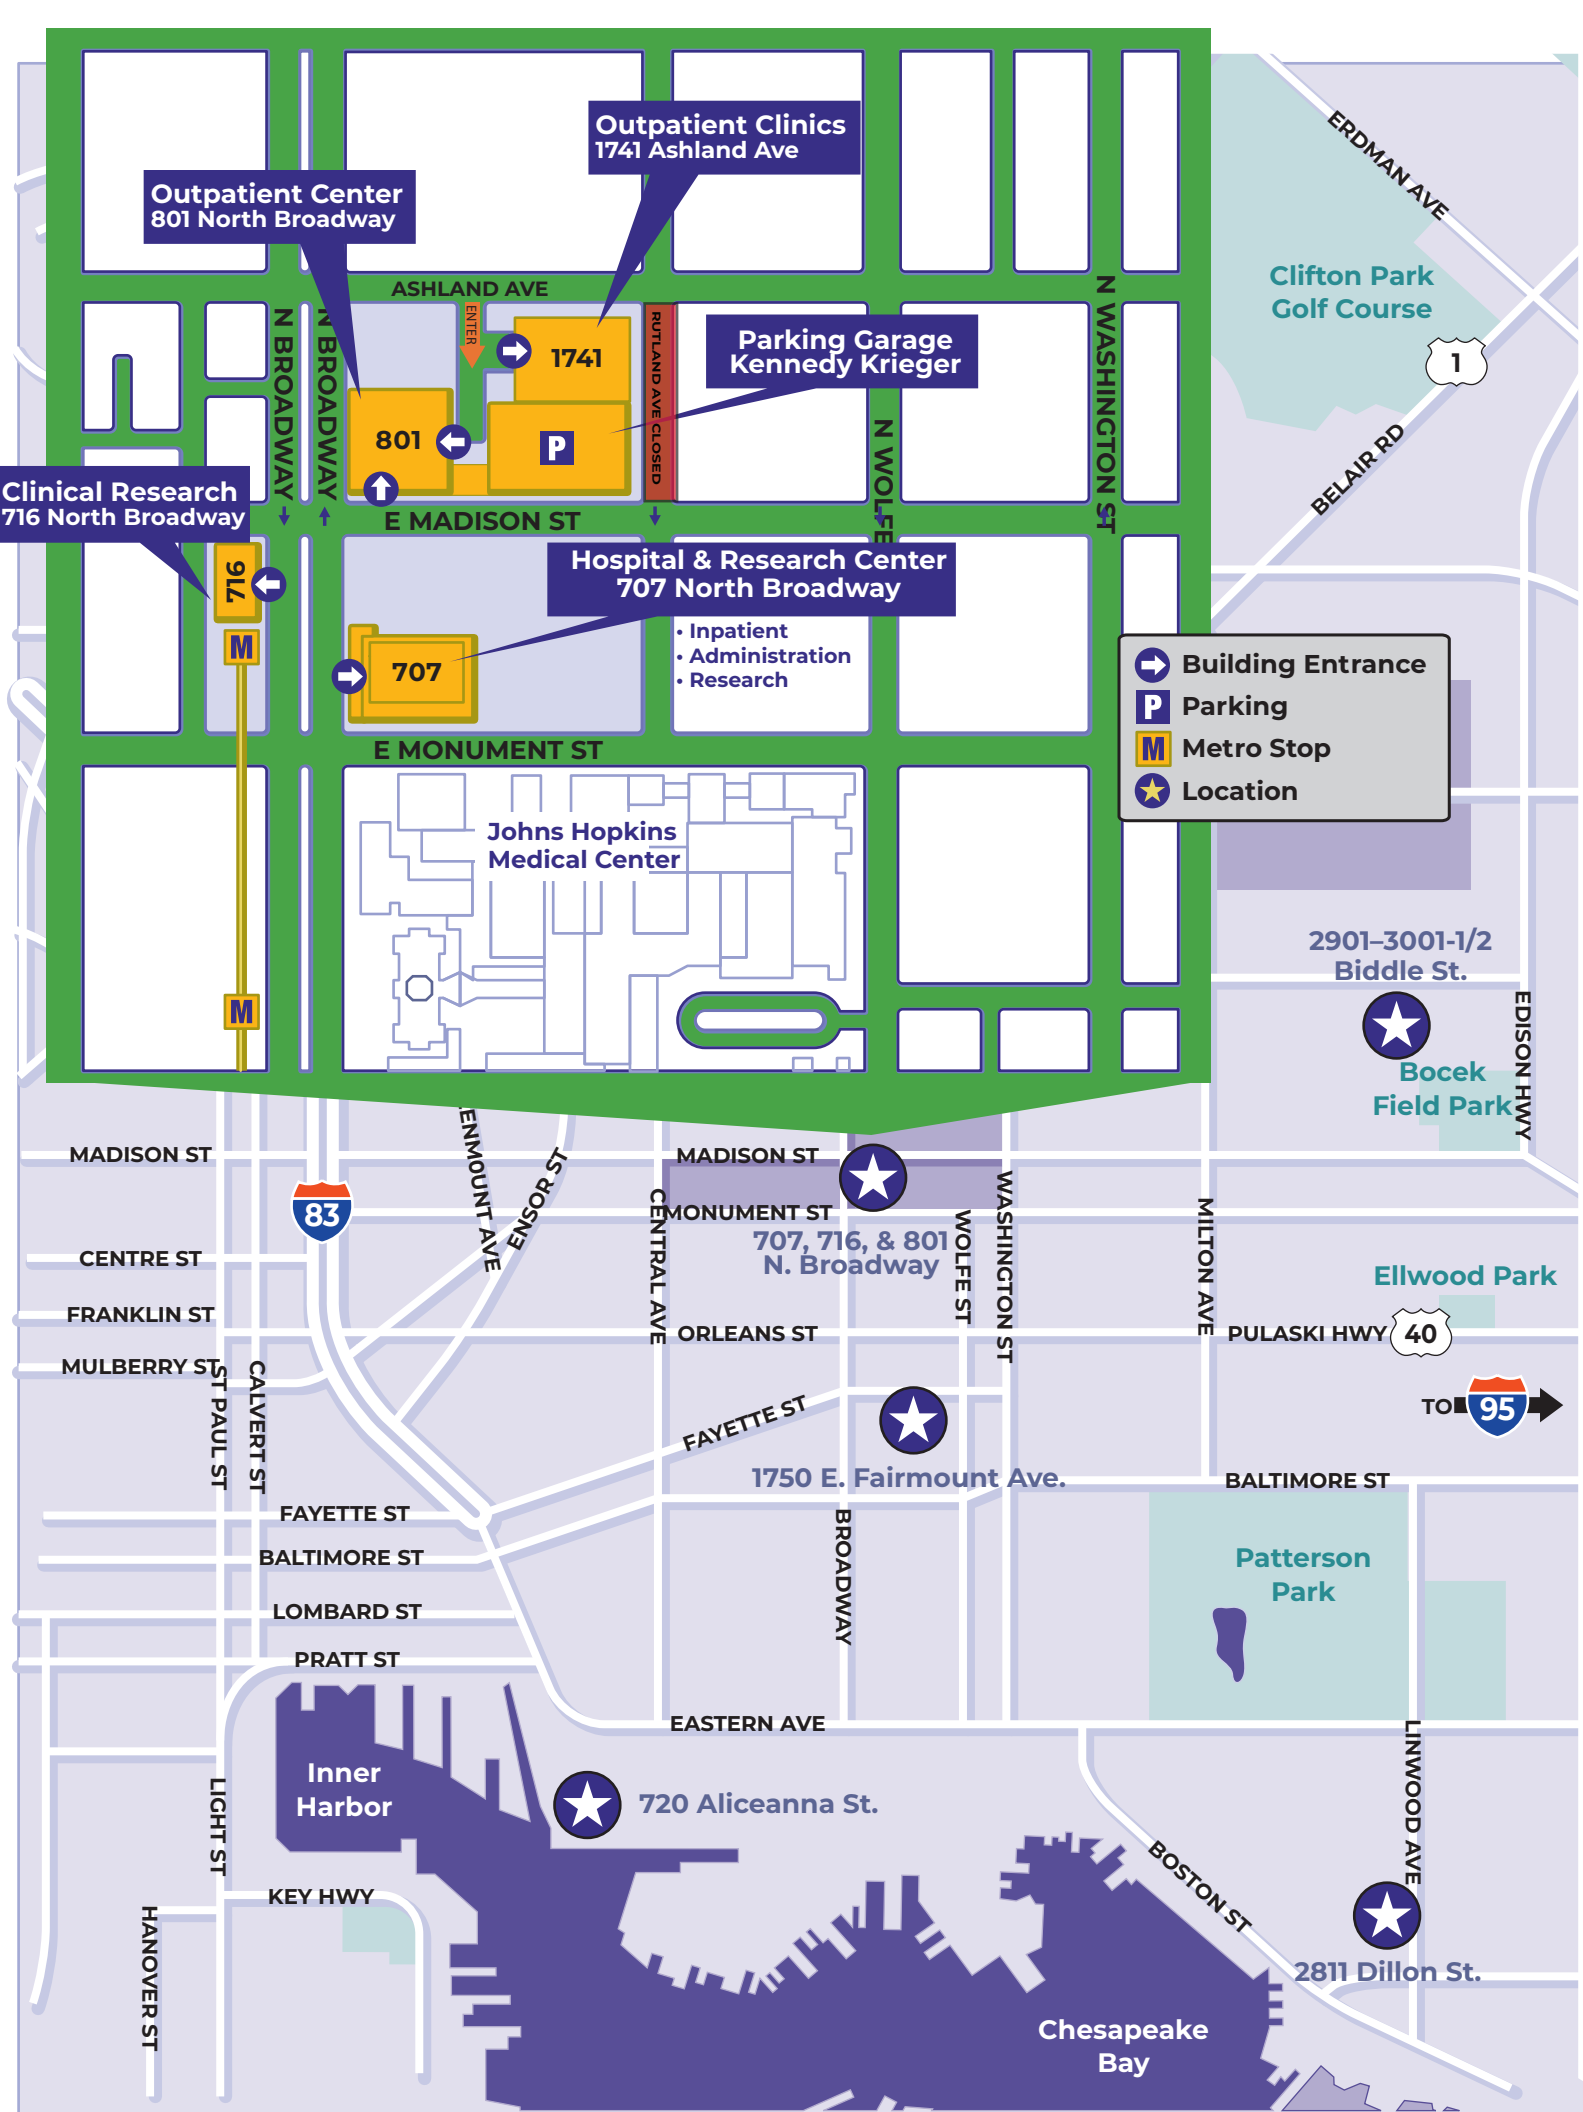 Outpatient Clinics
1741 Ashland Ave
Outpatient Center
801 North Broadway
ERDMAN AVE
Clifton Park
Golf Course
1
BELAIR RD
ASHLAND AVE
ENTER
N BROADWAY
N BROADWAY
1741
RUTLAND AVE CLOSED
Parking Garage
Kennedy Krieger
N WASHINGTON ST
801
P
N WOLFE
Clinical Research
716 North Broadway
E MADISON ST
716
M
Hospital & Research Center
707 North Broadway
• Inpatient
• Administration
• Research
707
Building Entrance
P Parking
M Metro Stop
Location
E MONUMENT ST
Johns Hopkins
Medical Center
M
2901–3001-1/2
Biddle St.
EDISON HWY
Bocek
Field Park
MADISON ST
ENMOUNT AVE
ENSOR ST
MADISON ST
83
CENTRAL AVE
MONUMENT ST
707, 716, & 801
N. Broadway
WOLFE ST
WASHINGTON ST
MILTON AVE
CENTRE ST
Ellwood Park
FRANKLIN ST
ORLEANS ST
PULASKI HWY
40
MULBERRY ST
ST PAUL ST
CALVERT ST
TO 95
FAYETTE ST
1750 E. Fairmount Ave.
BALTIMORE ST
FAYETTE ST
BROADWAY
BALTIMORE ST
Patterson
Park
LOMBARD ST
PRATT ST
EASTERN AVE
LINWOOD AVE
Inner
Harbor
LIGHT ST
720 Aliceanna St.
BOSTON ST
KEY HWY
HANOVER ST
2811 Dillon St.
Chesapeake
Bay